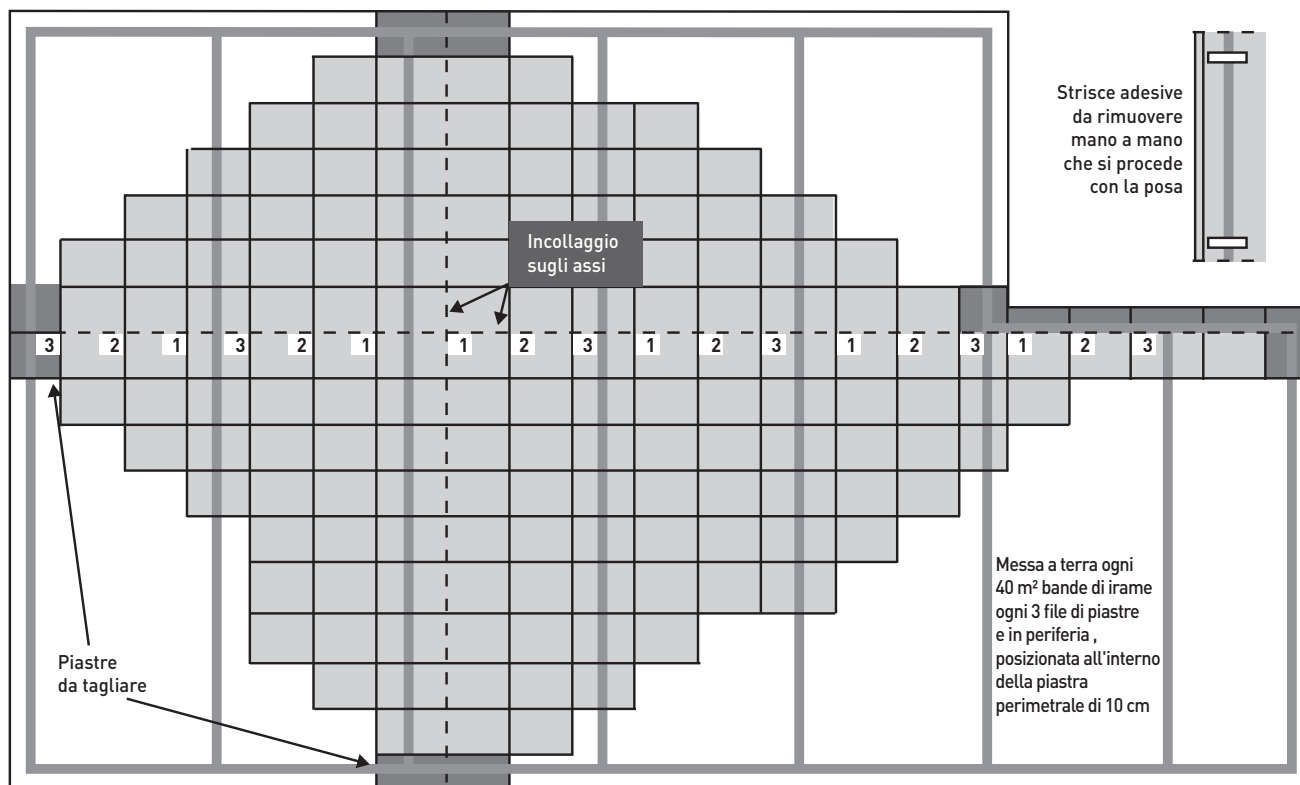 Strisce adesive
da rimuovere
mano a mano
che si procede
con la posa
Incollaggio
sugli assi
3 2 1 3 2 1 1 2 3 1 2 3 1 2 3 1 2 3
Messa a terra ogni
40 m² bande di irame
ogni 3 file di piastre
e in periferia ,
posizionata all'interno
della piastra
perimetrale di 10 cm
Piastre
da tagliare